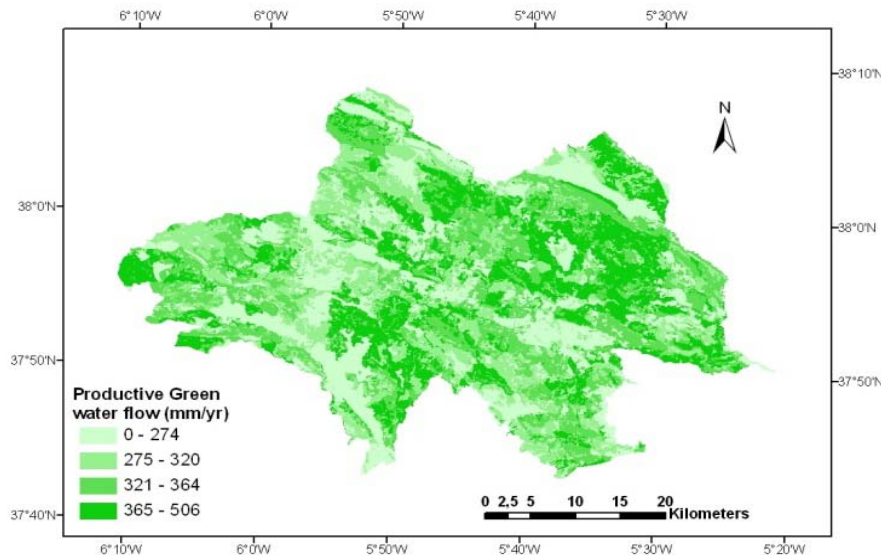 6°10'W 6°0'W 5°50'W 5°40'W 5°30'W
38°10'N
N
38°0'N
38°0'N
37°50'N
37°50'N
Productive Green
water flow (mm/yr)
0 - 274
275 - 320
321 - 364
365 - 506
0 2,5 5 10 15 20
Kilometers
37°40'N
6°10'W 6°0'W 5°50'W 5°40'W 5°30'W 5°20'W